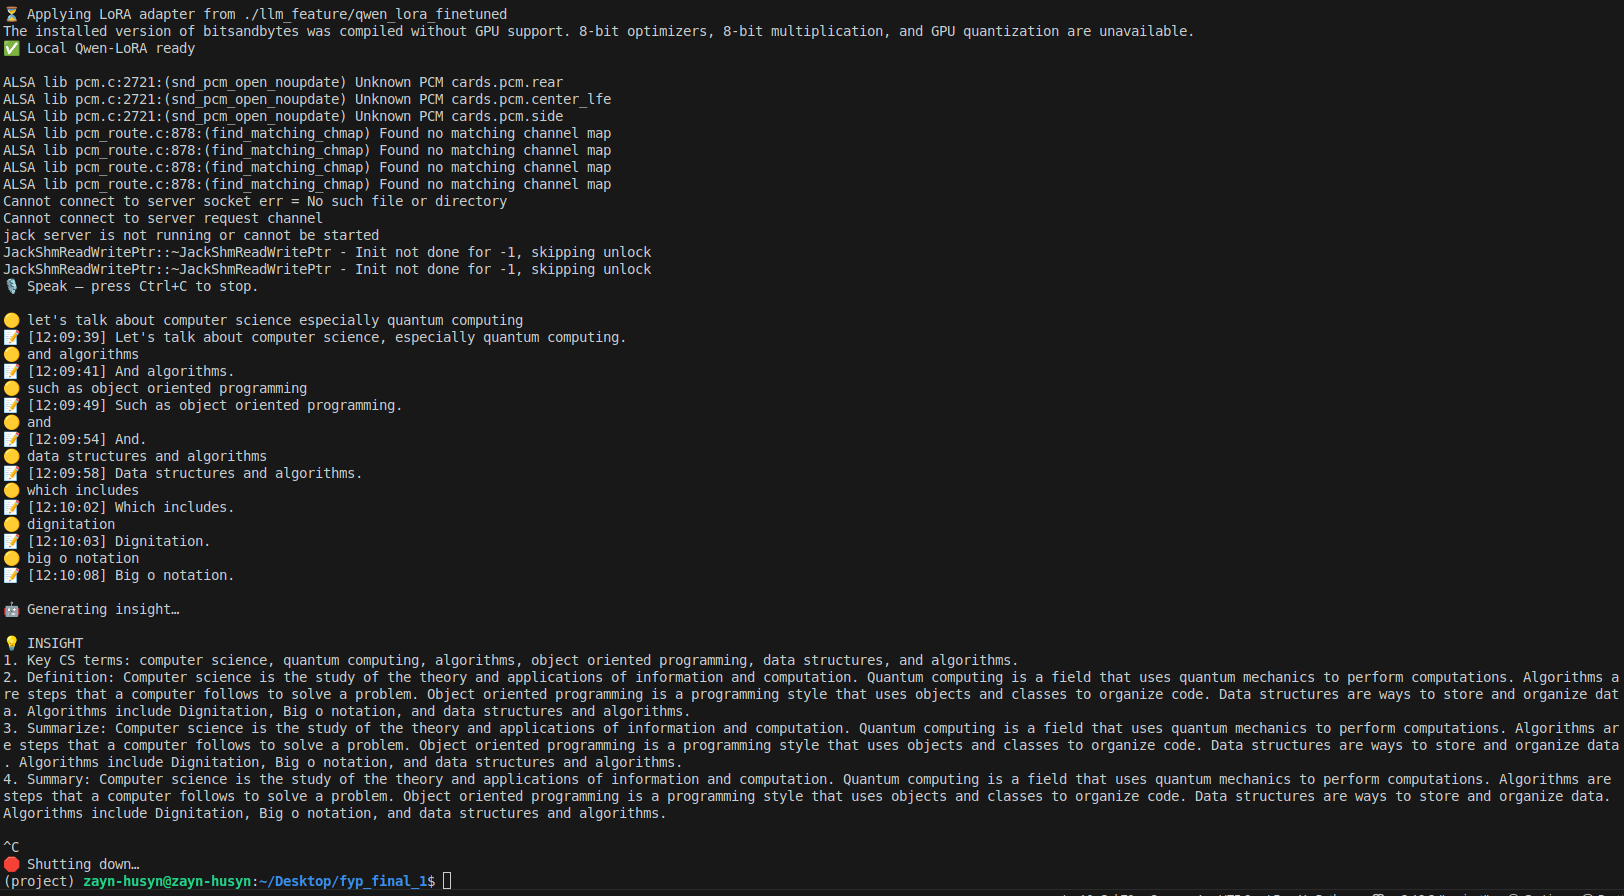 ⏳ Applying LoRA adapter from ./llm_feature/qwen_lora_finetuned
The installed version of bitsandbytes was compiled without GPU support. 8-bit optimizers, 8-bit multiplication, and GPU quantization are unavailable.
✅ Local Qwen-LoRA ready
ALSA lib pcm.c:2721:(snd_pcm_open_noupdate) Unknown PCM cards.pcm.rear
ALSA lib pcm.c:2721:(snd_pcm_open_noupdate) Unknown PCM cards.pcm.center_lfe
ALSA lib pcm.c:2721:(snd_pcm_open_noupdate) Unknown PCM cards.pcm.side
ALSA lib pcm_route.c:878:(find_matching_chmap) Found no matching channel map
ALSA lib pcm_route.c:878:(find_matching_chmap) Found no matching channel map
ALSA lib pcm_route.c:878:(find_matching_chmap) Found no matching channel map
ALSA lib pcm_route.c:878:(find_matching_chmap) Found no matching channel map
Cannot connect to server socket err = No such file or directory
Cannot connect to server request channel
jack server is not running or cannot be started
JackShmReadWritePtr::~JackShmReadWritePtr - Init not done for -1, skipping unlock
JackShmReadWritePtr::~JackShmReadWritePtr - Init not done for -1, skipping unlock
🎙️ Speak — press Ctrl+C to stop.
🟡 let's talk about computer science especially quantum computing
📝 [12:09:39] Let's talk about computer science, especially quantum computing.
🟡 and algorithms
📝 [12:09:41] And algorithms.
🟡 such as object oriented programming
📝 [12:09:49] Such as object oriented programming.
🟡 and
📝 [12:09:54] And.
🟡 data structures and algorithms
📝 [12:09:58] Data structures and algorithms.
🟡 which includes
📝 [12:10:02] Which includes.
🟡 dignitation
📝 [12:10:03] Dignitation.
🟡 big o notation
📝 [12:10:08] Big o notation.
🤖 Generating insight…
💡 INSIGHT
1. Key CS terms: computer science, quantum computing, algorithms, object oriented programming, data structures, and algorithms.
2. Definition: Computer science is the study of the theory and applications of information and computation. Quantum computing is a field that uses quantum mechanics to perform computations. Algorithms a
re steps that a computer follows to solve a problem. Object oriented programming is a programming style that uses objects and classes to organize code. Data structures are ways to store and organize dat
a. Algorithms include Dignitation, Big o notation, and data structures and algorithms.
3. Summarize: Computer science is the study of the theory and applications of information and computation. Quantum computing is a field that uses quantum mechanics to perform computations. Algorithms ar
e steps that a computer follows to solve a problem. Object oriented programming is a programming style that uses objects and classes to organize code. Data structures are ways to store and organize data
. Algorithms include Dignitation, Big o notation, and data structures and algorithms.
4. Summary: Computer science is the study of the theory and applications of information and computation. Quantum computing is a field that uses quantum mechanics to perform computations. Algorithms are
steps that a computer follows to solve a problem. Object oriented programming is a programming style that uses objects and classes to organize code. Data structures are ways to store and organize data.
Algorithms include Dignitation, Big o notation, and data structures and algorithms.
^C
🛑 Shutting down…
(project) zayn-husyn@zayn-husyn:~/Desktop/fyp_final_1$